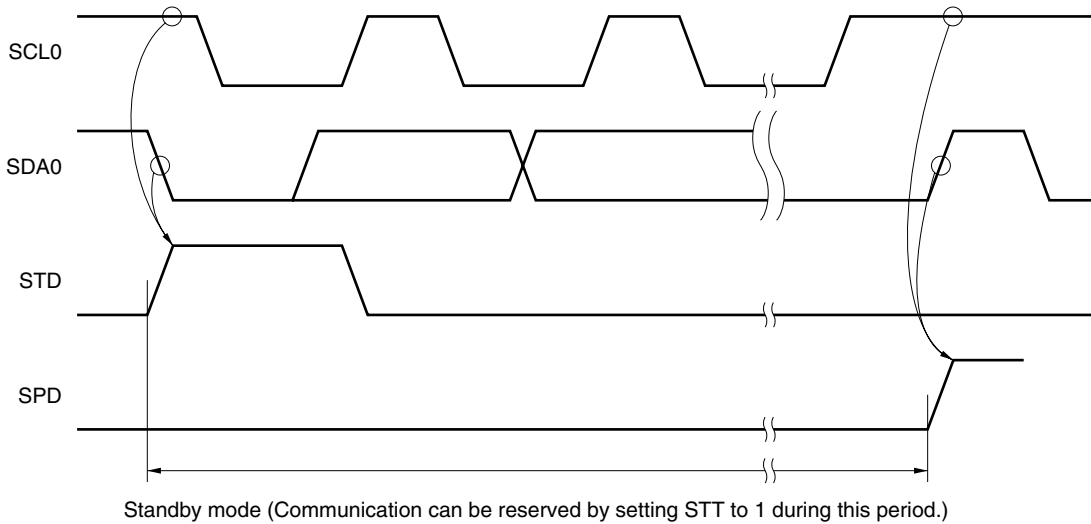 SCL0
SDA0
STD
SPD
Standby mode (Communication can be reserved by setting STT to 1 during this period.)